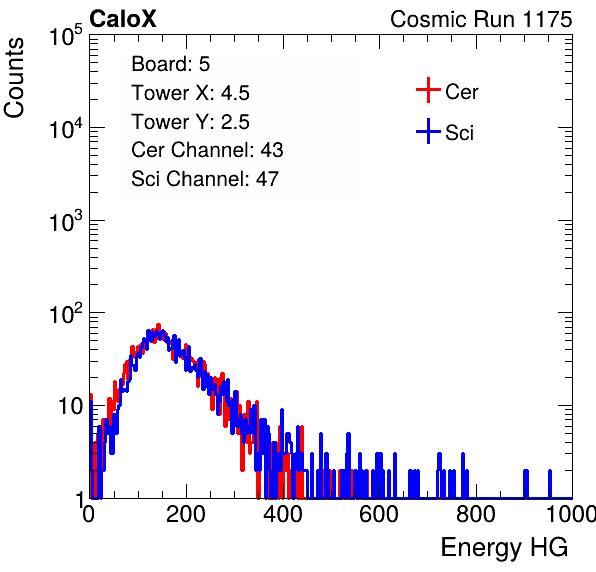 CaloX Cosmic Run 1175
Counts
10^5
10^4
10^3
10^2
10
1
Board: 5
Tower X: 4.5
Tower Y: 2.5
Cer Channel: 43
Sci Channel: 47
Cer
Sci
0 200 400 600 800 1000
Energy HG